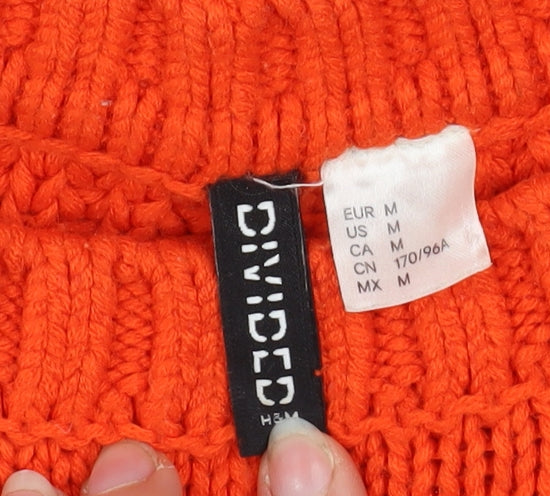 DIVIDED
H&M
EUR M
US M
CA M
CN 170/96A
MX M